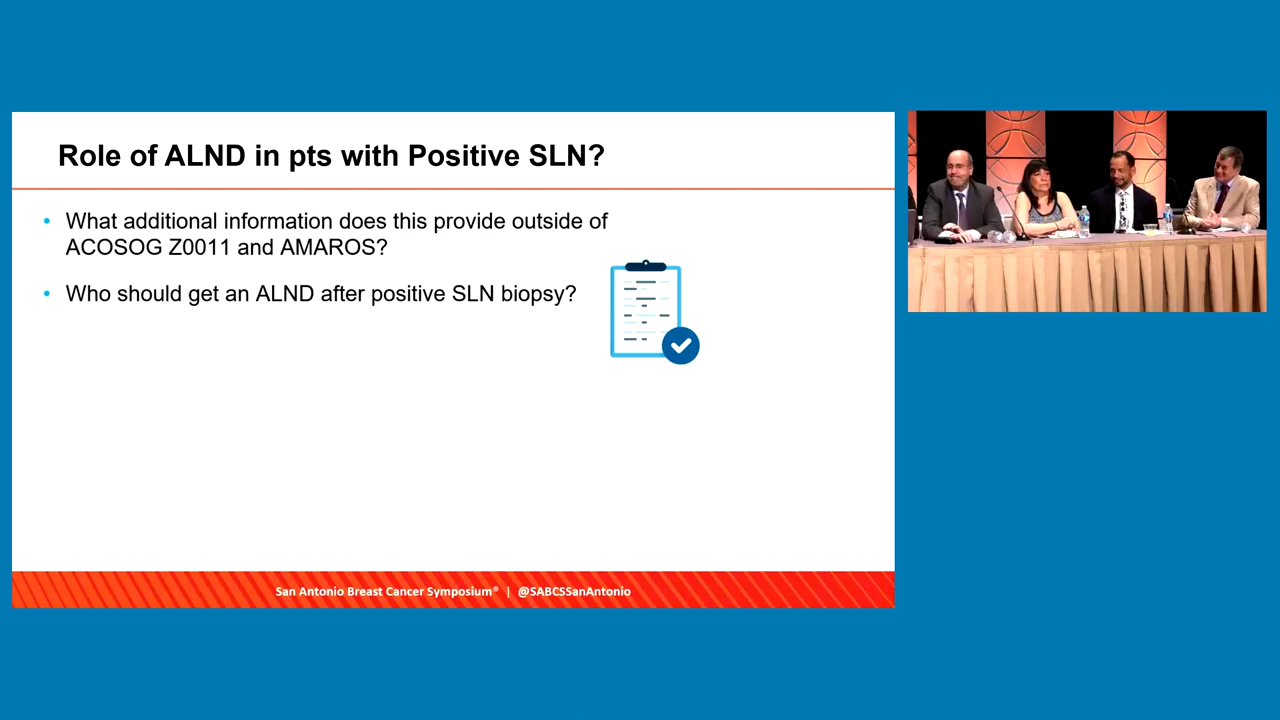 Role of ALND in pts with Positive SLN?
• What additional information does this provide outside of
ACOSOG Z0011 and AMAROS?
• Who should get an ALND after positive SLN biopsy?
San Antonio Breast Cancer Symposium® | @SABCSSanAntonio